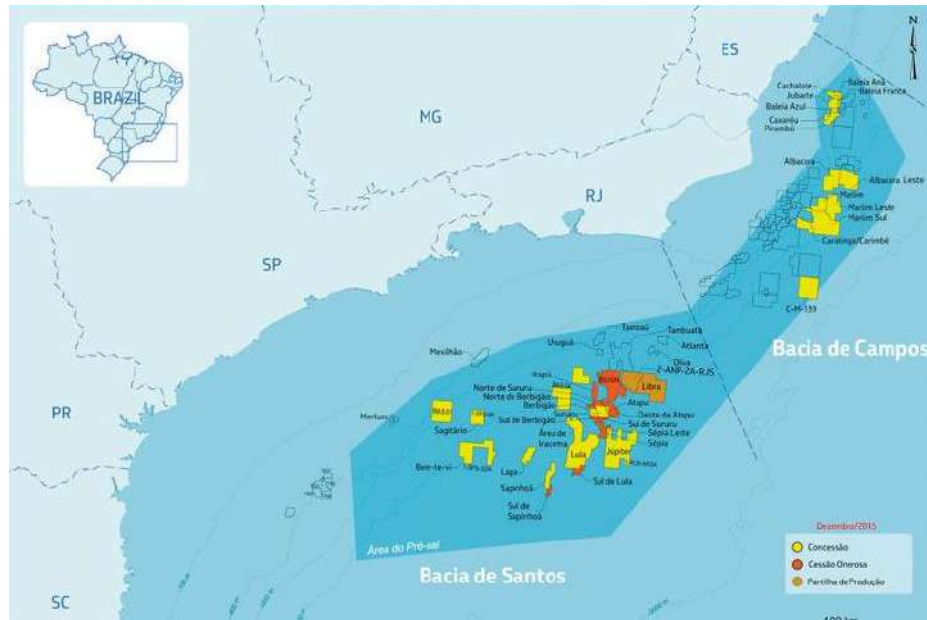 BRAZIL
MG
ES
RJ
SP
PR
SC
N
Cachalote
Baleia Anã
Jubarte
Baleia Franca
Baleia Azul
Caxaréu
Pirambú
Albacora
Albacora Leste
Marlim
Marlim Leste
Marlim Sul
Caratinga/Carimbé
C-M-139
Bacia de Campos
Tambaú
Uruguá
Tambuatá
Atlanta
Oliva
2-ANP-2A-RJS
Mexilhão
Búzios
Libra
Norte de Sururu
Atapu
Norte de Berbigão
Berbigão
Oeste de Atapu
Sururu
Sul de Berbigão
Sul de Sururu
Merluza
Sagitário
Área de
Iracema
Sépia Leste
Sépia
Lula
Júpiter
Bem-te-vi
Lapa
Sapinhoá
Sul de Lula
Sul de
Sapinhoá
Área do Pré-sal
Bacia de Santos
Dezembro/2015
Concessão
Cessão Onerosa
Partilha de Produção